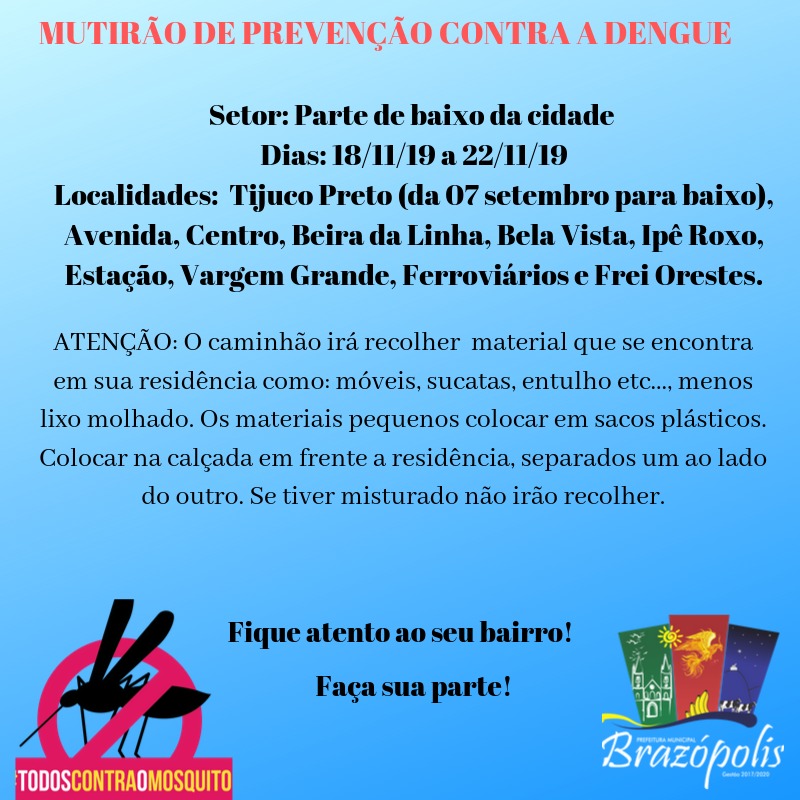 MUTIRÃO DE PREVENÇÃO CONTRA A DENGUE
Setor: Parte de baixo da cidade
Dias: 18/11/19 a 22/11/19
Localidades: Tijuco Preto (da 07 setembro para baixo),
Avenida, Centro, Beira da Linha, Bela Vista, Ipê Roxo,
Estação, Vargem Grande, Ferroviários e Frei Orestes.
ATENÇÃO: O caminhão irá recolher material que se encontra
em sua residência como: móveis, sucatas, entulho etc..., menos
lixo molhado. Os materiais pequenos colocar em sacos plásticos.
Colocar na calçada em frente a residência, separados um ao lado
do outro. Se tiver misturado não irão recolher.
Fique atento ao seu bairro!
Faça sua parte!
#TODOSCONTRAOMOSQUITO
PREFEITURA MUNICIPAL
Brazópolis
Gestão 2017/2020